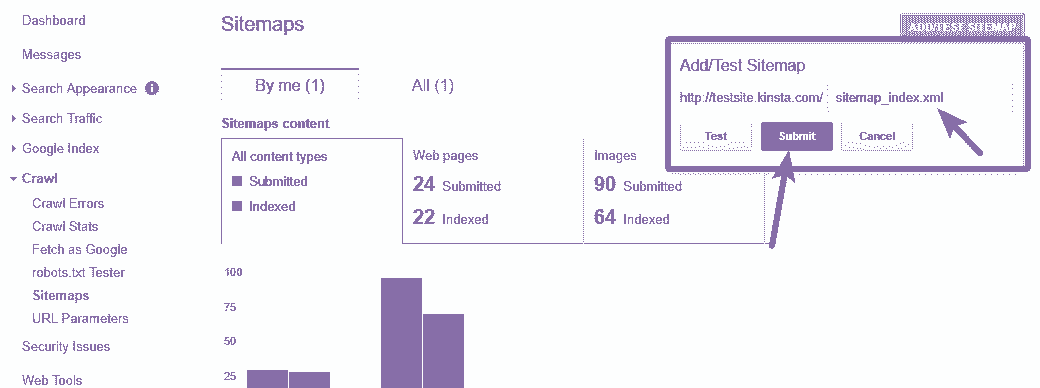 Dashboard
Messages
Search Appearance
Search Traffic
Google Index
Crawl
Crawl Errors
Crawl Stats
Fetch as Google
robots.txt Tester
Sitemaps
URL Parameters
Security Issues
Web Tools
Sitemaps
ADD/TEST SITEMAP
Add/Test Sitemap
http://testsite.kinsta.com/ sitemap_index.xml
Test Submit Cancel
By me (1) All (1)
Sitemaps content
All content types
Submitted
Indexed
Web pages
24 Submitted
22 Indexed
Images
90 Submitted
64 Indexed
100
75
50
25